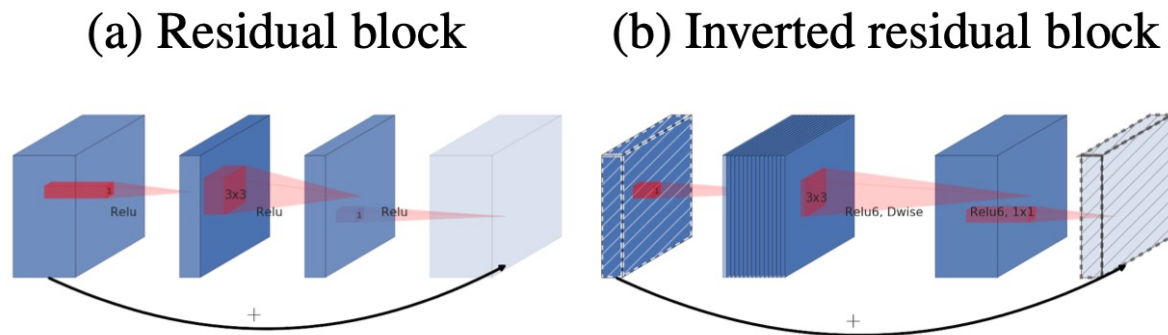 (a) Residual block
(b) Inverted residual block
1
Relu
3x3
Relu
1
Relu
+
1
3x3
Relu6, Dwise
Relu6, 1x1
+